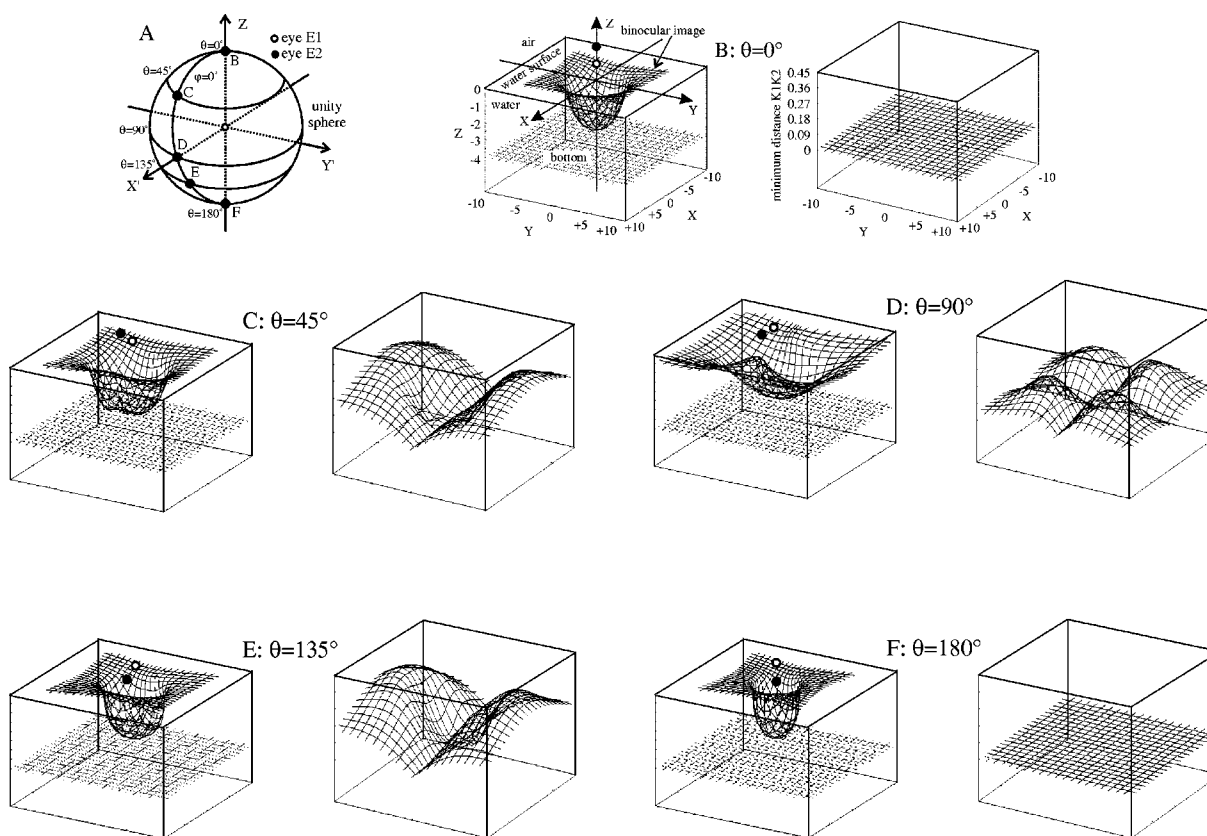 A
Z
eye E1
eye E2
θ=0°
B
θ=45°
φ=0°
C
unity
sphere
θ=90°
D
θ=135°
E
X'
Y'
θ=180°
F
Z
binocular image
air
water surface
water
X
Y
bottom
Z
0
-1
-2
-3
-4
-10
-5
0
+5
+10
Y
+10
+5
0
-5
-10
X
B: θ=0°
minimum distance K1K2
0.45
0.36
0.27
0.18
0.09
0
-10
-5
0
+5
+10
Y
+10
+5
0
-5
-10
X
C: θ=45°
D: θ=90°
E: θ=135°
F: θ=180°